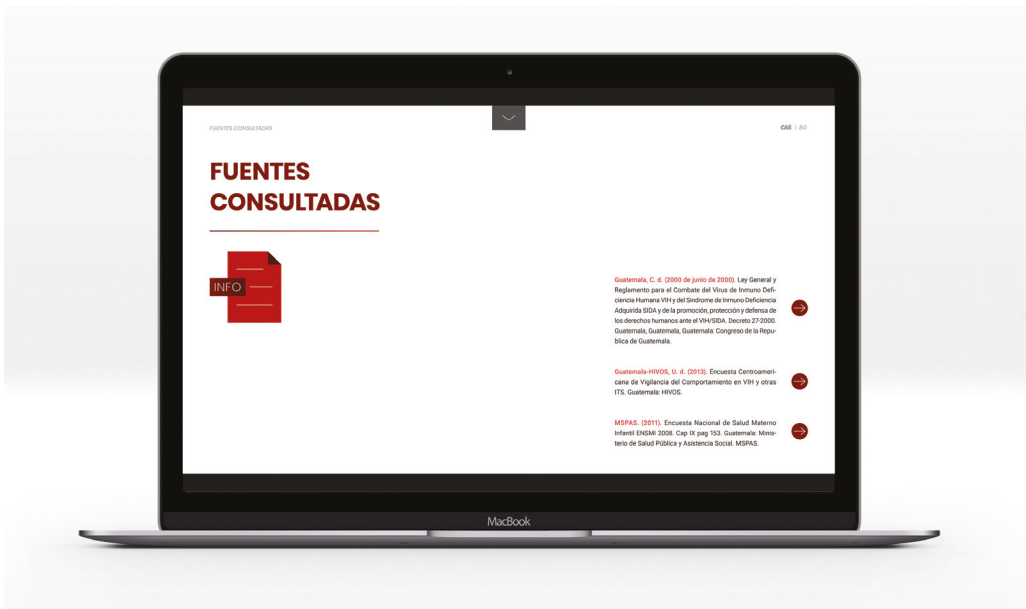 FUENTES CONSULTADAS
CAS | 80
FUENTES
CONSULTADAS
INFO
Guatemala, C. d. (2000 de junio de 2000). Ley General y
Reglamento para el Combate del Virus de Inmuno Defi-
ciencia Humana VIH y del Síndrome de Inmuno Deficiencia
Adquirida SIDA y de la promoción, protección y defensa de
los derechos humanos ante el VIH/SIDA. Decreto 27-2000.
Guatemala, Guatemala, Guatemala: Congreso de la Repu-
blica de Guatemala.
Guatemala-HIVOS, U. d. (2013). Encuesta Centroameri-
cana de Vigilancia del Comportamiento en VIH y otras
ITS. Guatemala: HIVOS.
MSPAS. (2011). Encuesta Nacional de Salud Materno
Infantil ENSMI 2008. Cap IX pag 153. Guatemala: Minis-
terio de Salud Pública y Asistencia Social. MSPAS.
MacBook